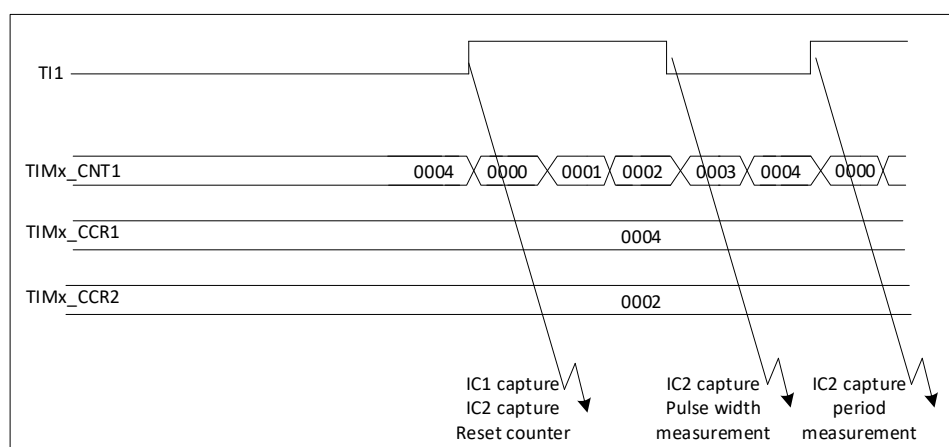 TI1
TIMx_CNT1 0004 0000 0001 0002 0003 0004 0000
TIMx_CCR1
0004
TIMx_CCR2
0002
IC1 capture
IC2 capture
Reset counter
IC2 capture
Pulse width
measurement
IC2 capture
period
measurement